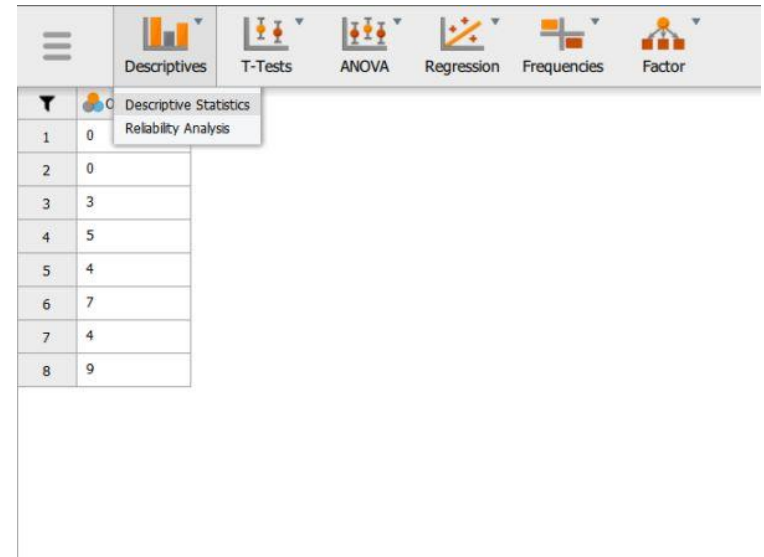 Descriptives T-Tests ANOVA Regression Frequencies Factor
Descriptive Statistics
Reliability Analysis
1 0
2 0
3 3
4 5
5 4
6 7
7 4
8 9